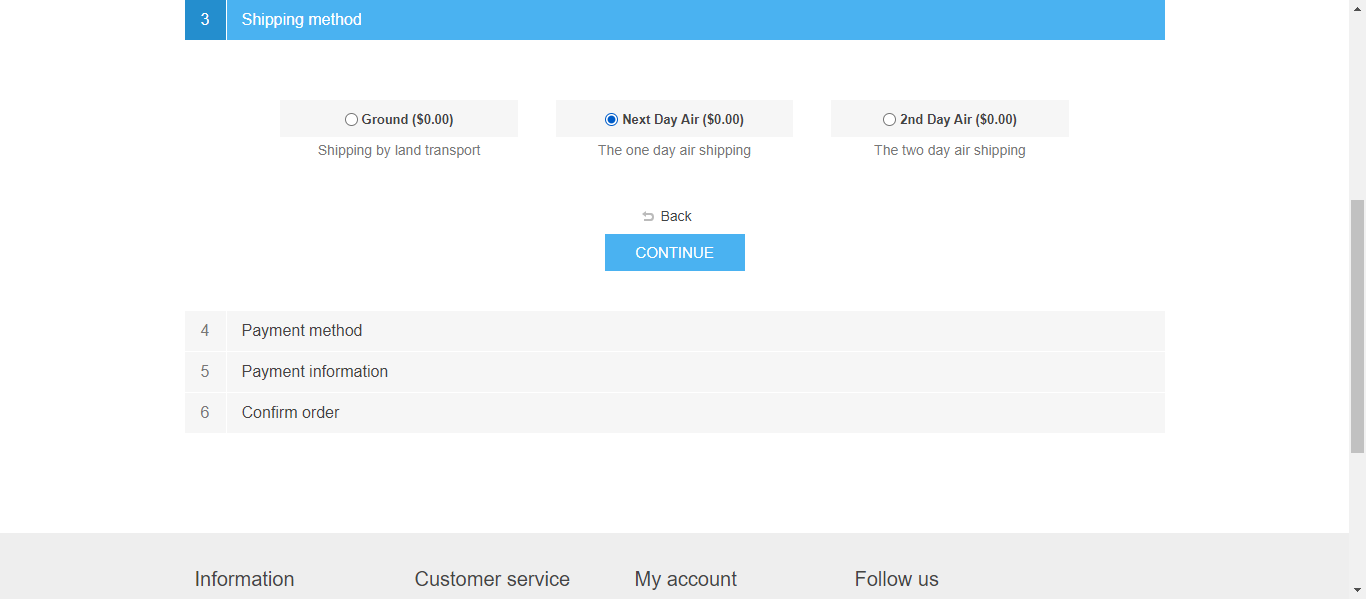 3 Shipping method
Ground ($0.00) Next Day Air ($0.00) 2nd Day Air ($0.00)
Shipping by land transport The one day air shipping The two day air shipping
Back
CONTINUE
4 Payment method
5 Payment information
6 Confirm order
Information Customer service My account Follow us